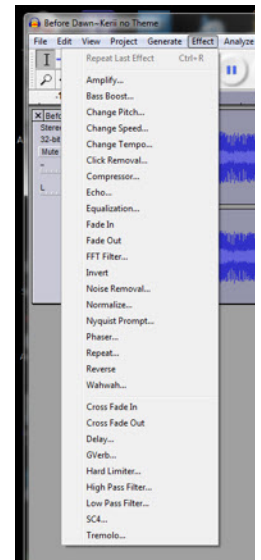 Before Dawn~Kerii no Theme
File Edit View Project Generate Effect Analyze
Repeat Last Effect Ctrl+R
Amplify...
Bass Boost...
Change Pitch...
Change Speed...
Change Tempo...
Click Removal...
Compressor...
Echo...
Equalization...
Fade In
Fade Out
FFT Filter...
Invert
Noise Removal...
Normalize...
Nyquist Prompt...
Phaser...
Repeat...
Reverse
Wahwah...
Cross Fade In
Cross Fade Out
Delay...
GVerb...
Hard Limiter...
High Pass Filter...
Low Pass Filter...
SC4...
Tremolo...
X Befo
Stereo
32-bit
Mute
L